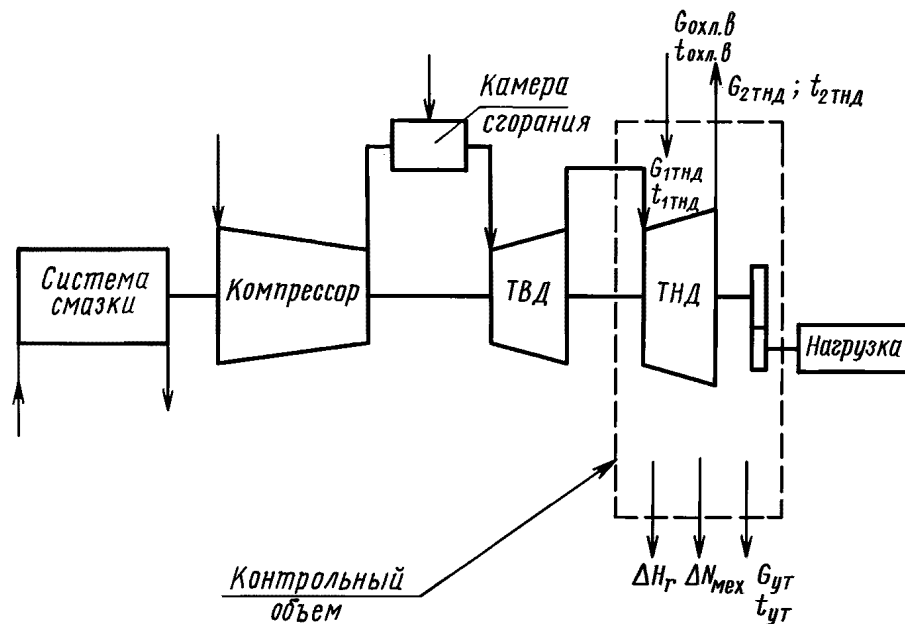 Gохл.в
tохл.в
G2ТНД ; t2ТНД
Камера
сгорания
G1ТНД
t1ТНД
Система
смазки
Компрессор
ТВД
ТНД
Нагрузка
ΔHг ΔNмех Gут
tут
Контрольный
объем